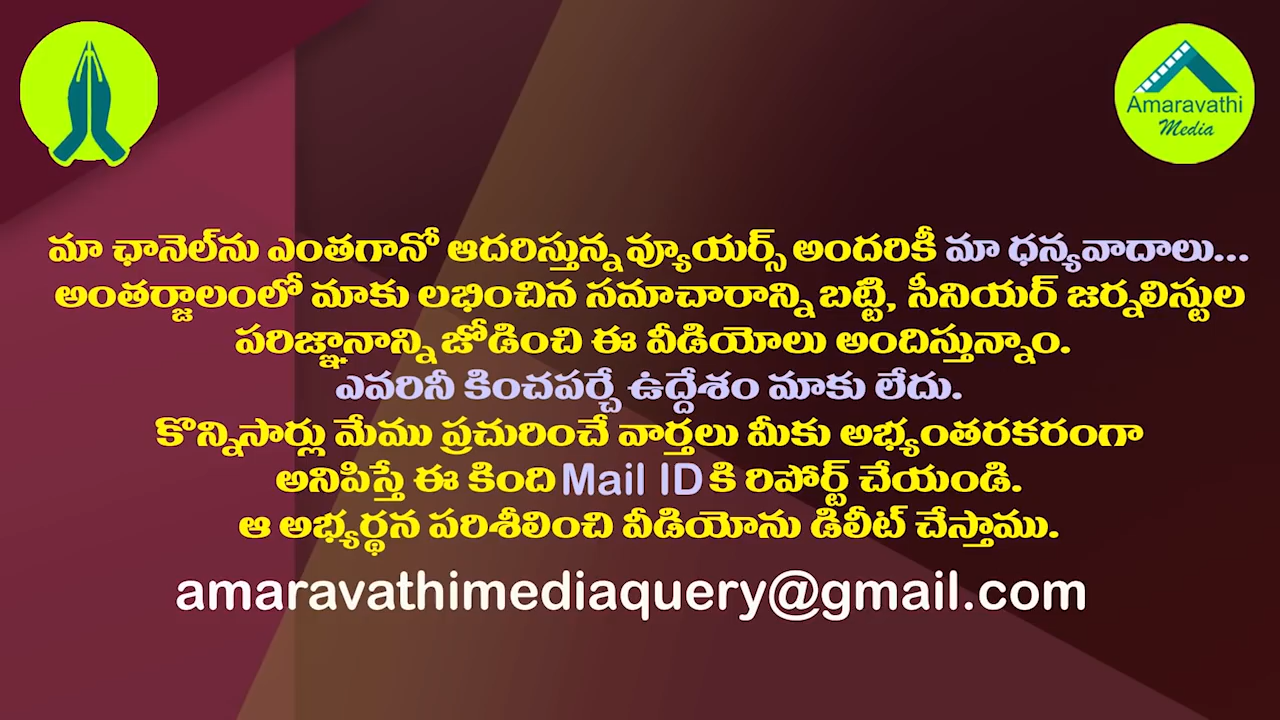 Amaravathi
Media
మా ఛానెల్‌ను ఎంతగానో ఆదరిస్తున్న వ్యూయర్స్ అందరికీ మా ధన్యవాదాలు...
అంతర్జాలంలో మాకు లభించిన సమాచారాన్ని బట్టి, సీనియర్ జర్నలిస్టుల
పరిజ్ఞానాన్ని జోడించి ఈ వీడియోలు అందిస్తున్నాం.
ఎవరినీ కించపర్చే ఉద్దేశం మాకు లేదు.
కొన్నిసార్లు మేము ప్రచురించే వార్తలు మీకు అభ్యంతరకరంగా
అనిపిస్తే ఈ కింది Mail ID కి రిపోర్ట్ చేయండి.
ఆ అభ్యర్థన పరిశీలించి వీడియోను డిలీట్ చేస్తాము.
amaravathimediaquery@gmail.com